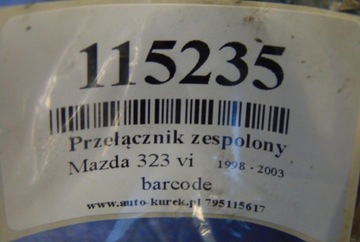 115235
Przełącznik zespolony
Mazda 323 vi 1998 - 2003
barcode
www.auto-kurek.pl 795115617